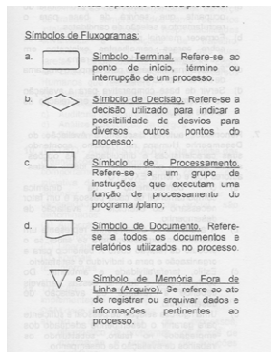 Símbolos de Fluxogramas:
a. Símbolo Terminal. Refere-se ao
ponto de início, término ou
interrupção de um processo.
b. Símbolo de Decisão. Refere-se a
decisão utilizado para indicar a
possibilidade de desvios para
diversos outros pontos do
processo;
c. Símbolo de Processamento.
Refere-se a um grupo de
instruções que executam uma
função de processamento do
programa /plano;
d. Símbolo de Documento. Refere-
se a todos os documentos e
relatórios utilizados no processo.
e. Símbolo de Memória Fora de
Linha (Arquivo). Se refere ao ato
de registrar ou arquivar dados e
informações pertinentes ao
processo.